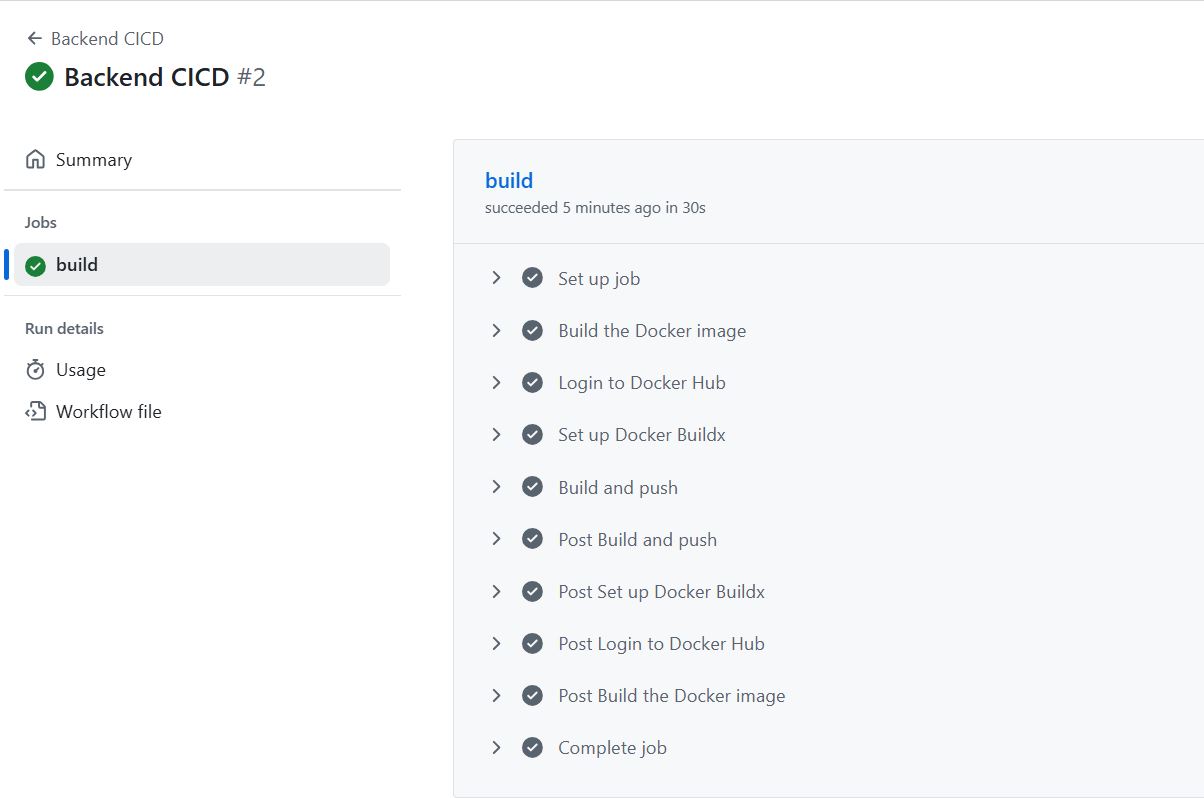 Backend CICD
Backend CICD #2
Summary
Jobs
build
Run details
Usage
Workflow file
build
succeeded 5 minutes ago in 30s
Set up job
Build the Docker image
Login to Docker Hub
Set up Docker Buildx
Build and push
Post Build and push
Post Set up Docker Buildx
Post Login to Docker Hub
Post Build the Docker image
Complete job